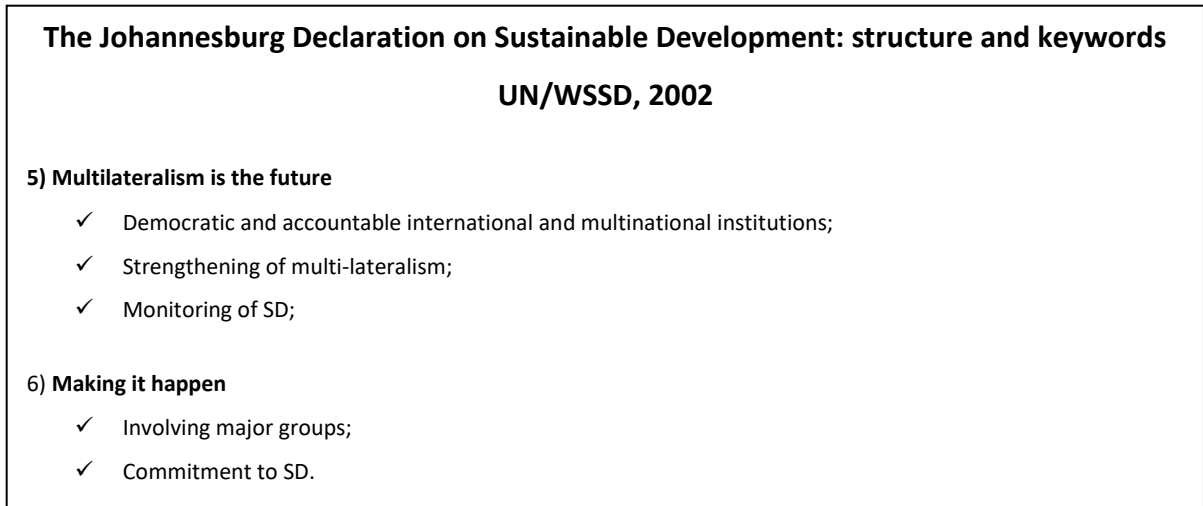 The Johannesburg Declaration on Sustainable Development: structure and keywords
UN/WSSD, 2002
5) Multilateralism is the future
✓ Democratic and accountable international and multinational institutions;
✓ Strengthening of multi-lateralism;
✓ Monitoring of SD;
6) Making it happen
✓ Involving major groups;
✓ Commitment to SD.